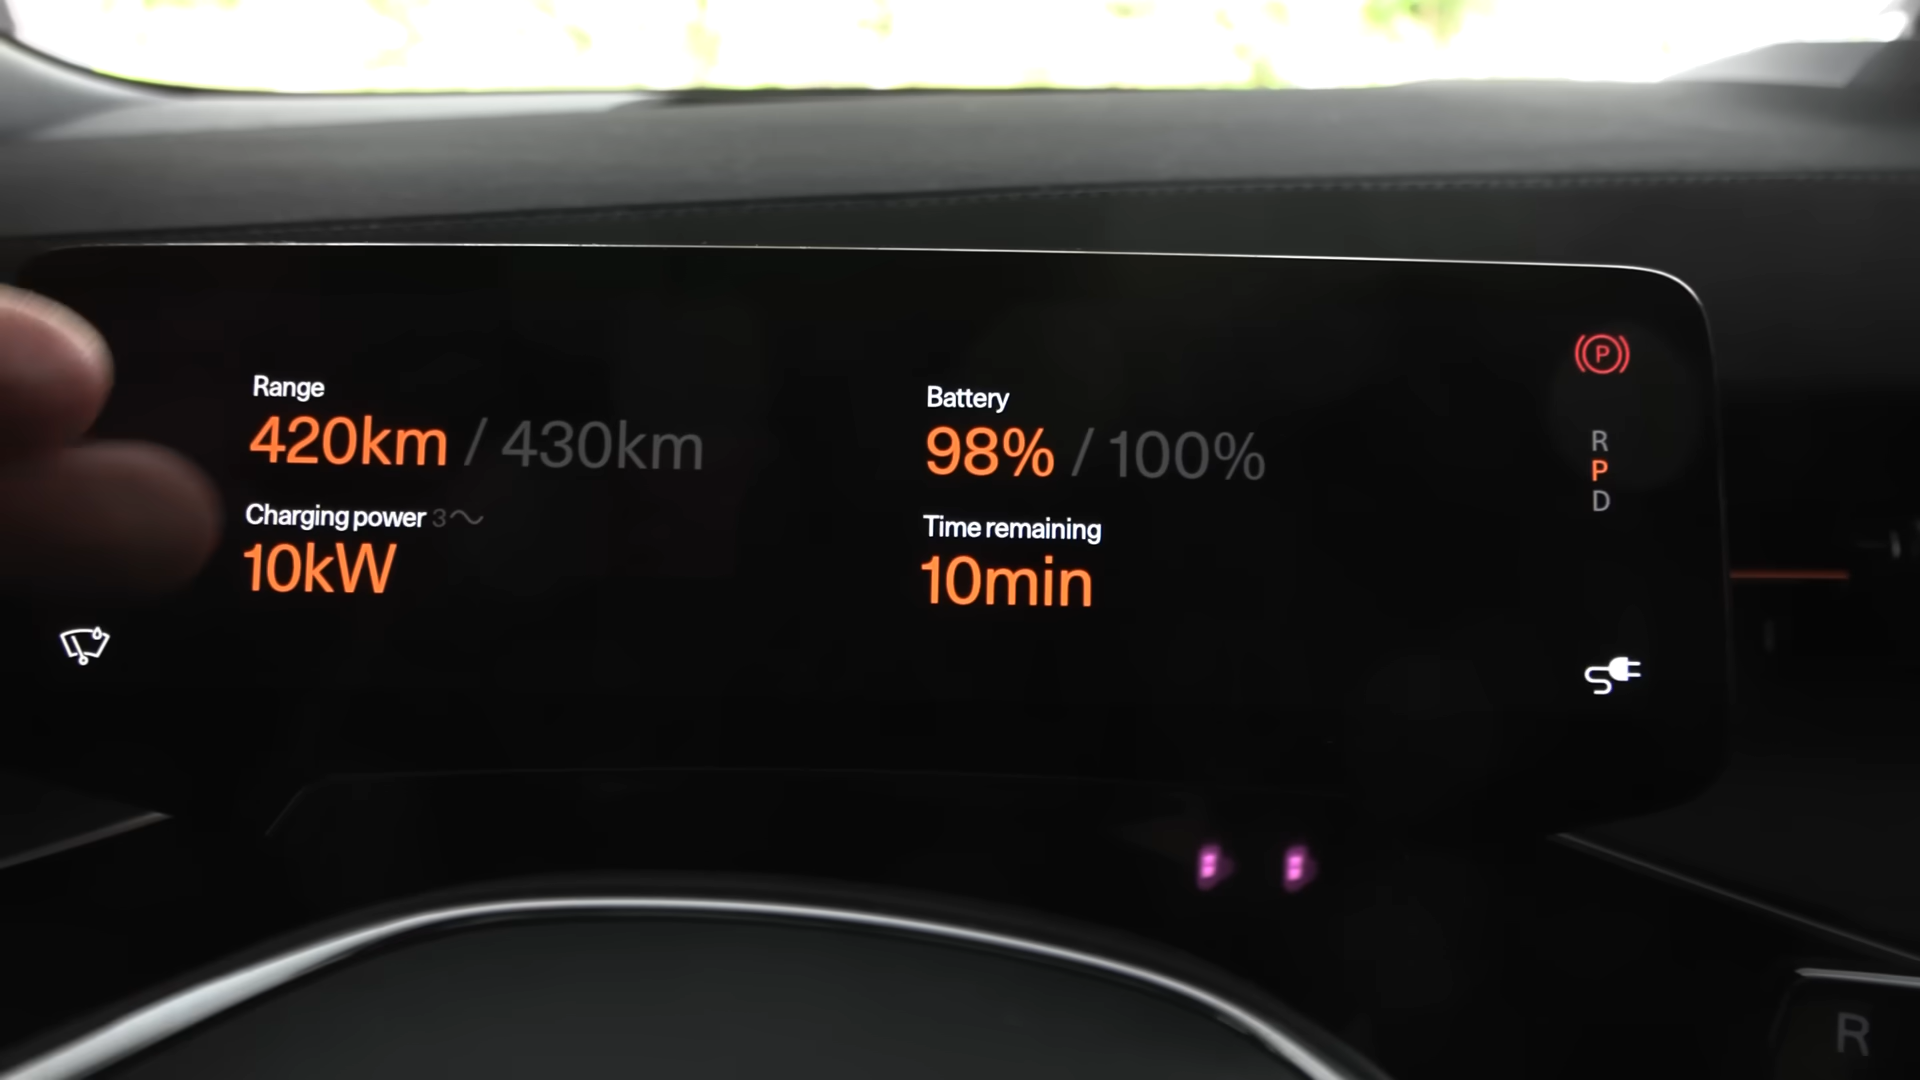 Range
420km / 430km
Charging power 3~
10kW
Battery
98% / 100%
Time remaining
10min
P
R
P
D
R